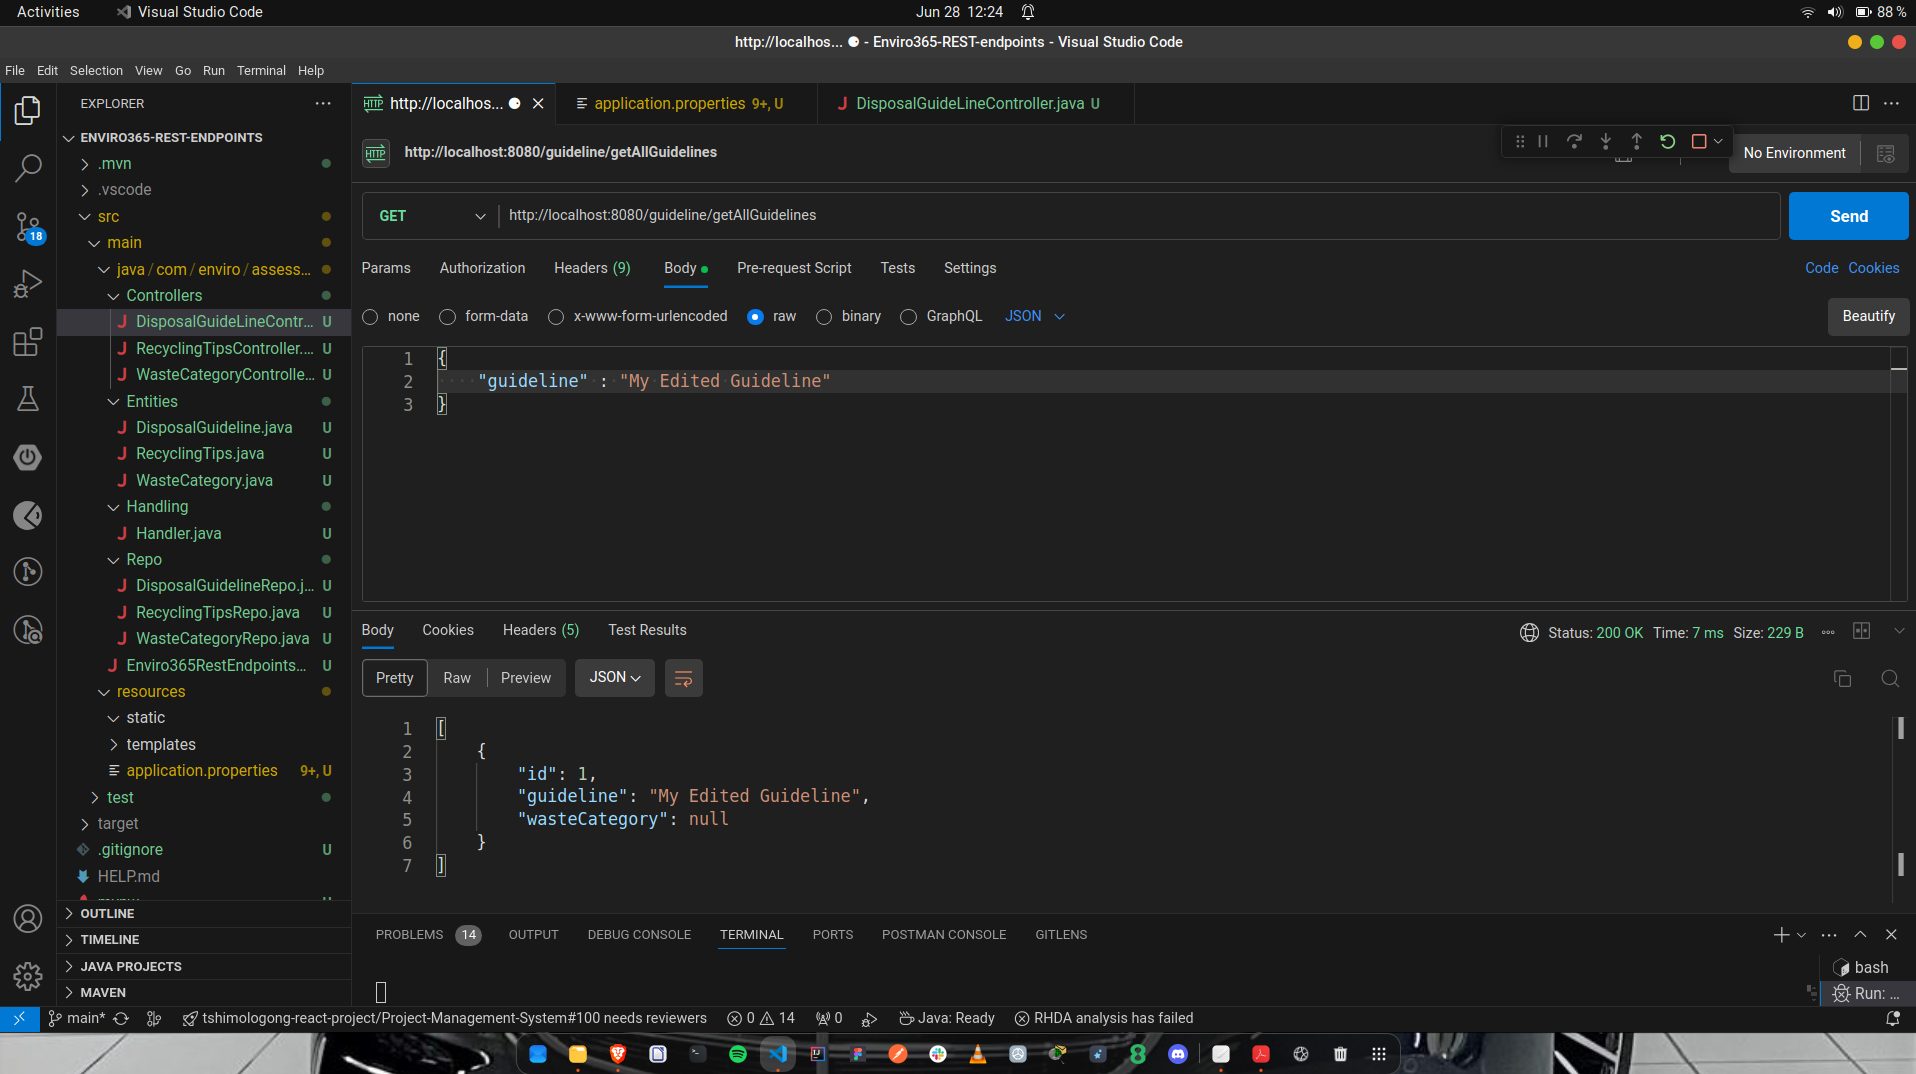 Activities Visual Studio Code Jun 28 12:24 88 %
http://localhos... - Enviro365-REST-endpoints - Visual Studio Code
File Edit Selection View Go Run Terminal Help
EXPLORER
ENVIRO365-REST-ENDPOINTS
.mvn
.vscode
src
main
java / com / enviro / assess...
Controllers
DisposalGuideLineContr... U
RecyclingTipsController.... U
WasteCategoryControlle... U
Entities
DisposalGuideline.java U
RecyclingTips.java U
WasteCategory.java U
Handling
Handler.java U
Repo
DisposalGuidelineRepo.j... U
RecyclingTipsRepo.java U
WasteCategoryRepo.java U
Enviro365RestEndpoints... U
resources
static
templates
application.properties 9+, U
test
target
.gitignore U
HELP.md
OUTLINE
TIMELINE
JAVA PROJECTS
MAVEN
18
HTTP http://localhos... application.properties 9+, U DisposalGuideLineController.java U
HTTP http://localhost:8080/guideline/getAllGuidelines
No Environment
GET http://localhost:8080/guideline/getAllGuidelines Send
Params Authorization Headers (9) Body Pre-request Script Tests Settings Code Cookies
none form-data x-www-form-urlencoded raw binary GraphQL JSON Beautify
1 {
2 "guideline" : "My Edited Guideline"
3 }
Body Cookies Headers (5) Test Results Status: 200 OK Time: 7 ms Size: 229 B
Pretty Raw Preview JSON
1 [
2 {
3 "id": 1,
4 "guideline": "My Edited Guideline",
5 "wasteCategory": null
6 }
7 ]
PROBLEMS 14 OUTPUT DEBUG CONSOLE TERMINAL PORTS POSTMAN CONSOLE GITLENS
bash
Run: ...
main* tshimologong-react-project/Project-Management-System#100 needs reviewers 0 14 0 Java: Ready RHDA analysis has failed